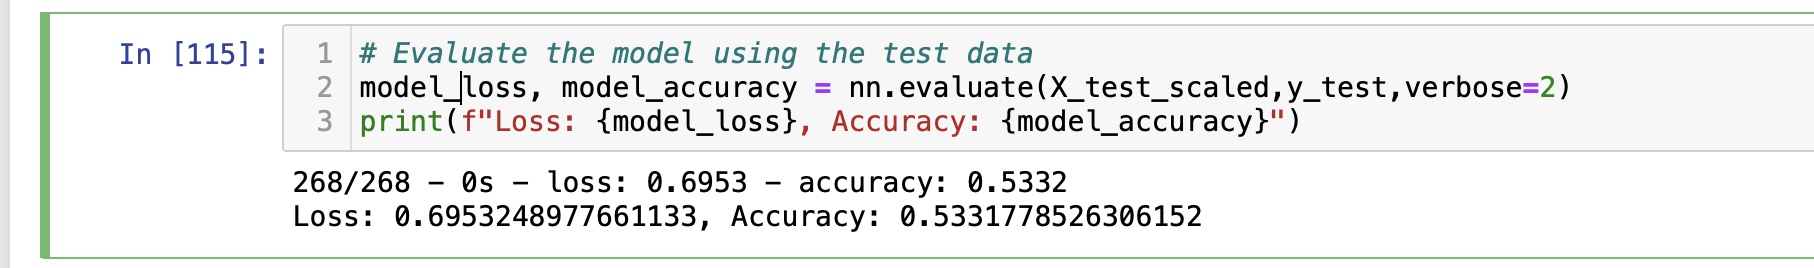 In [115]:
1 # Evaluate the model using the test data
2 model_loss, model_accuracy = nn.evaluate(X_test_scaled,y_test,verbose=2)
3 print(f"Loss: {model_loss}, Accuracy: {model_accuracy}")
268/268 - 0s - loss: 0.6953 - accuracy: 0.5332
Loss: 0.6953248977661133, Accuracy: 0.5331778526306152